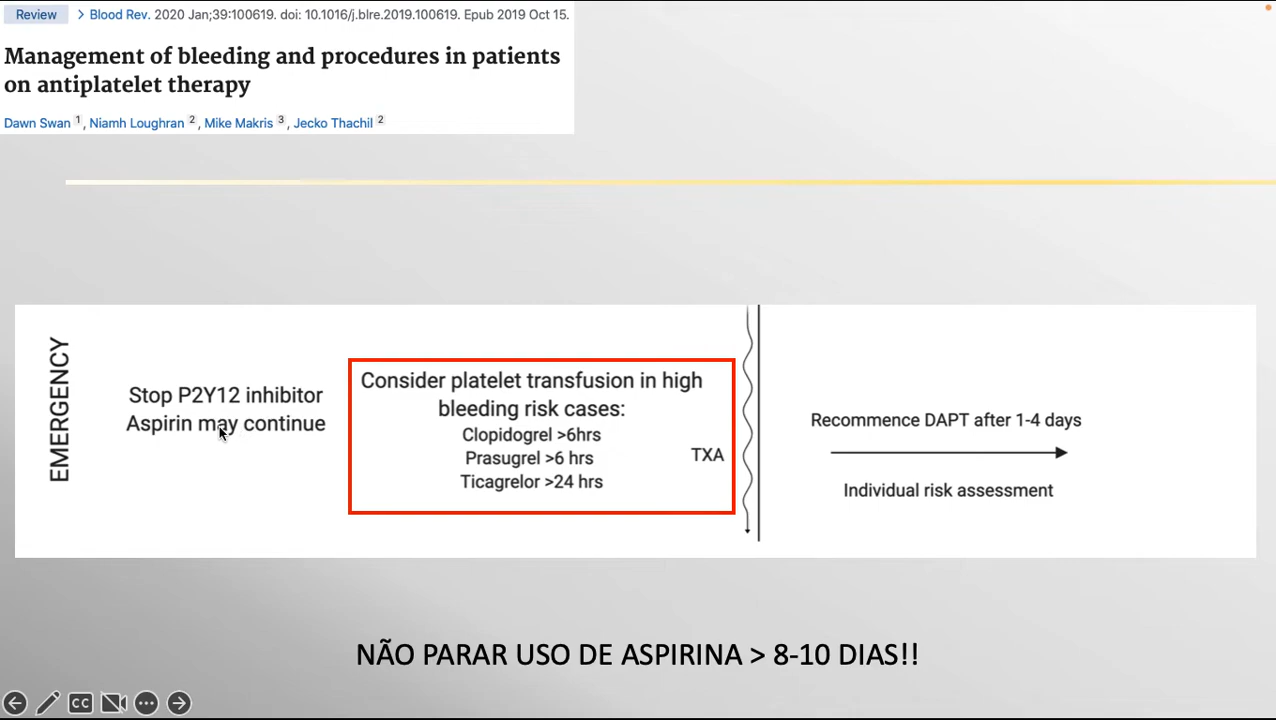 Review
> Blood Rev. 2020 Jan;39:100619. doi: 10.1016/j.blre.2019.100619. Epub 2019 Oct 15.
Management of bleeding and procedures in patients
on antiplatelet therapy
Dawn Swan 1, Niamh Loughran 2, Mike Makris 3, Jecko Thachil 2
EMERGENCY
Stop P2Y12 inhibitor
Aspirin may continue
Consider platelet transfusion in high
bleeding risk cases:
Clopidogrel >6hrs
Prasugrel >6 hrs
Ticagrelor >24 hrs
TXA
Recommence DAPT after 1-4 days
Individual risk assessment
NÃO PARAR USO DE ASPIRINA > 8-10 DIAS!!
CC